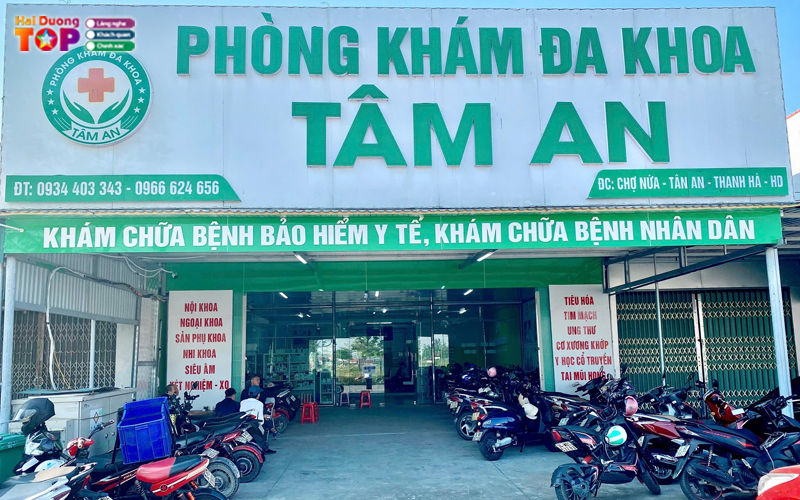 Hai Duong
TOP
Lắng nghe
Khách quan
Chính xác
PHÒNG KHÁM ĐA KHOA
TÂM AN
PHÒNG KHÁM ĐA KHOA
TÂM AN
ĐT: 0934 403 343 - 0966 624 656
ĐC: CHỢ NỨA - TÂN AN - THANH HÀ - HD
KHÁM CHỮA BỆNH BẢO HIỂM Y TẾ, KHÁM CHỮA BỆNH NHÂN DÂN
NỘI KHOA
NGOẠI KHOA
SẢN PHỤ KHOA
NHI KHOA
SIÊU ÂM
XÉT NGHIỆM - XQ
TIÊU HÓA
TIM MẠCH
UNG THƯ
CƠ XƯƠNG KHỚP
Y HỌC CỔ TRUYỀN
TAI MŨI HỌNG